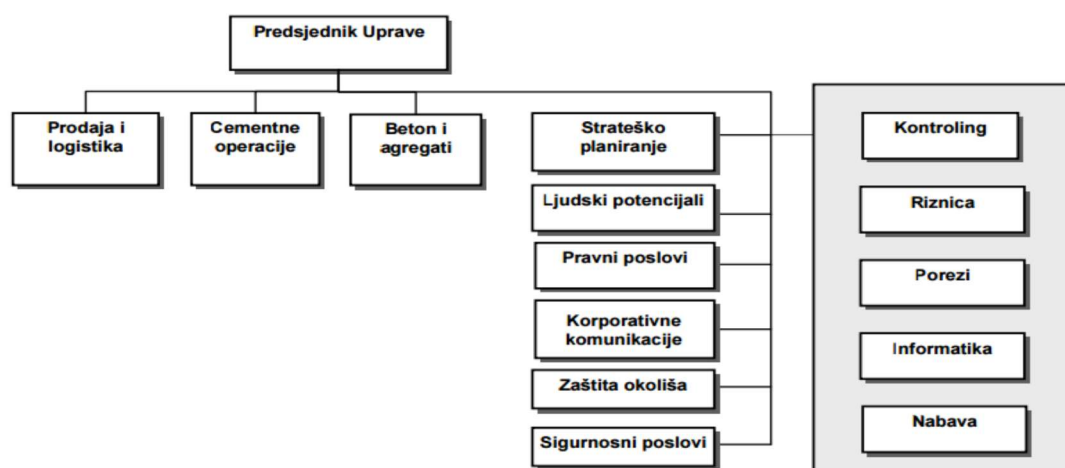 Predsjednik Uprave
Prodaja i
logistika
Cementne
operacije
Beton i
agregati
Strateško
planiranje
Ljudski potencijali
Pravni poslovi
Korporativne
komunikacije
Zaštita okoliša
Sigurnosni poslovi
Kontroling
Riznica
Porezi
Informatika
Nabava